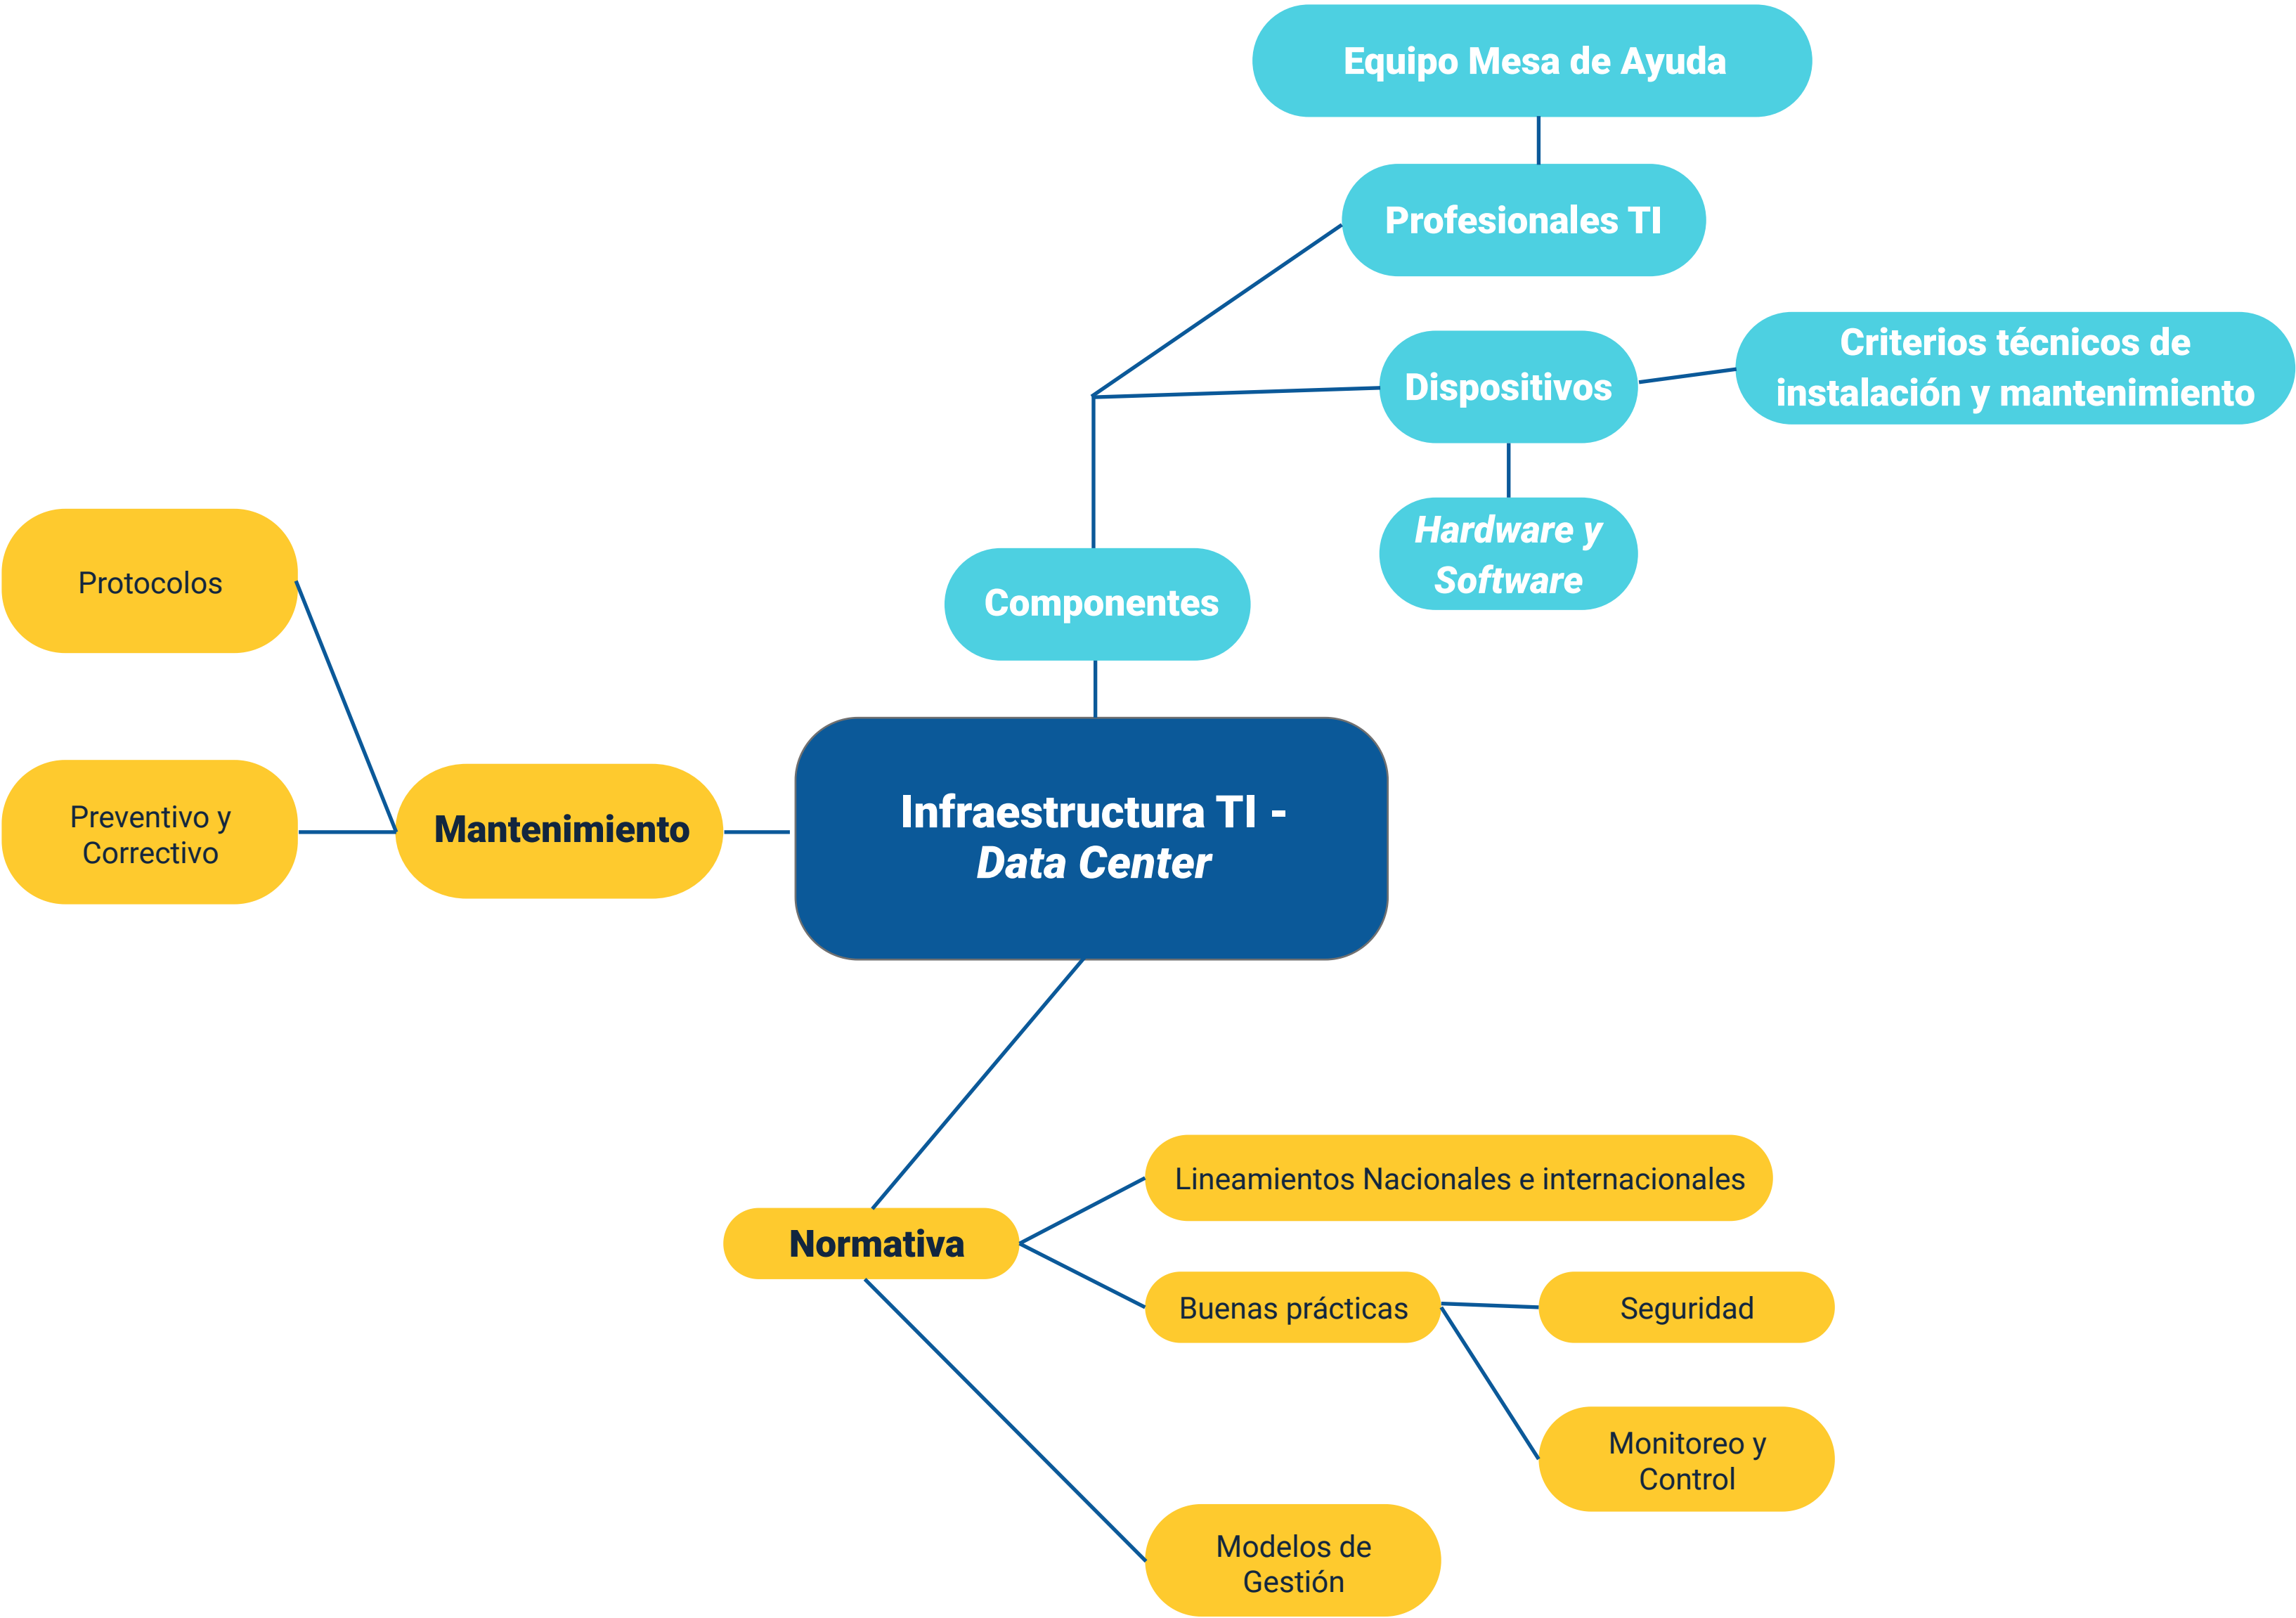 Equipo Mesa de Ayuda
Profesionales TI
Criterios técnicos de
instalación y mantenimiento
Dispositivos
Hardware y
Software
Componentes
Protocolos
Preventivo y
Correctivo
Mantenimiento
Infraestructura TI -
Data Center
Lineamientos Nacionales e internacionales
Normativa
Buenas prácticas
Seguridad
Monitoreo y
Control
Modelos de
Gestión